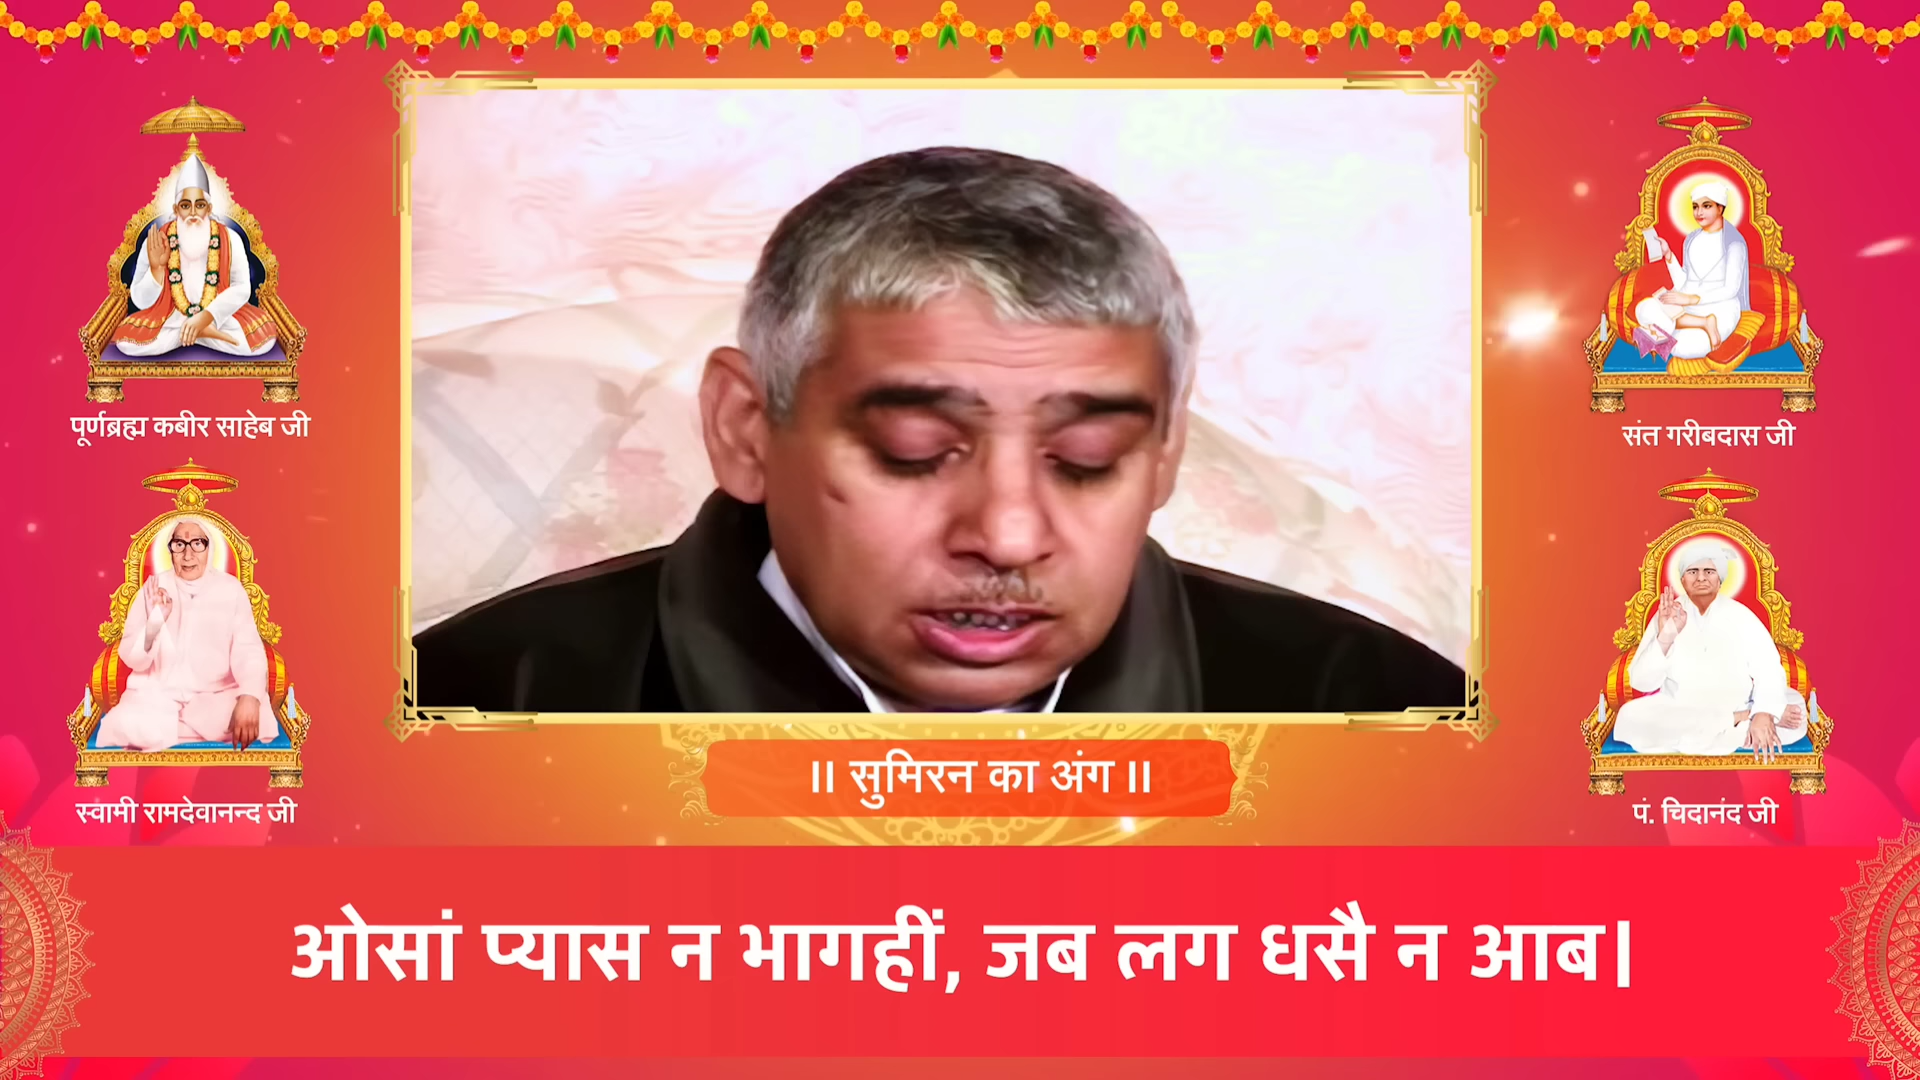 पूर्णब्रह्म कबीर साहेब जी
संत गरीबदास जी
स्वामी रामदेवानन्द जी
पं. चिदानंद जी
॥ सुमिरन का अंग ॥
ओसां प्यास न भागहीं, जब लग धसै न आब।